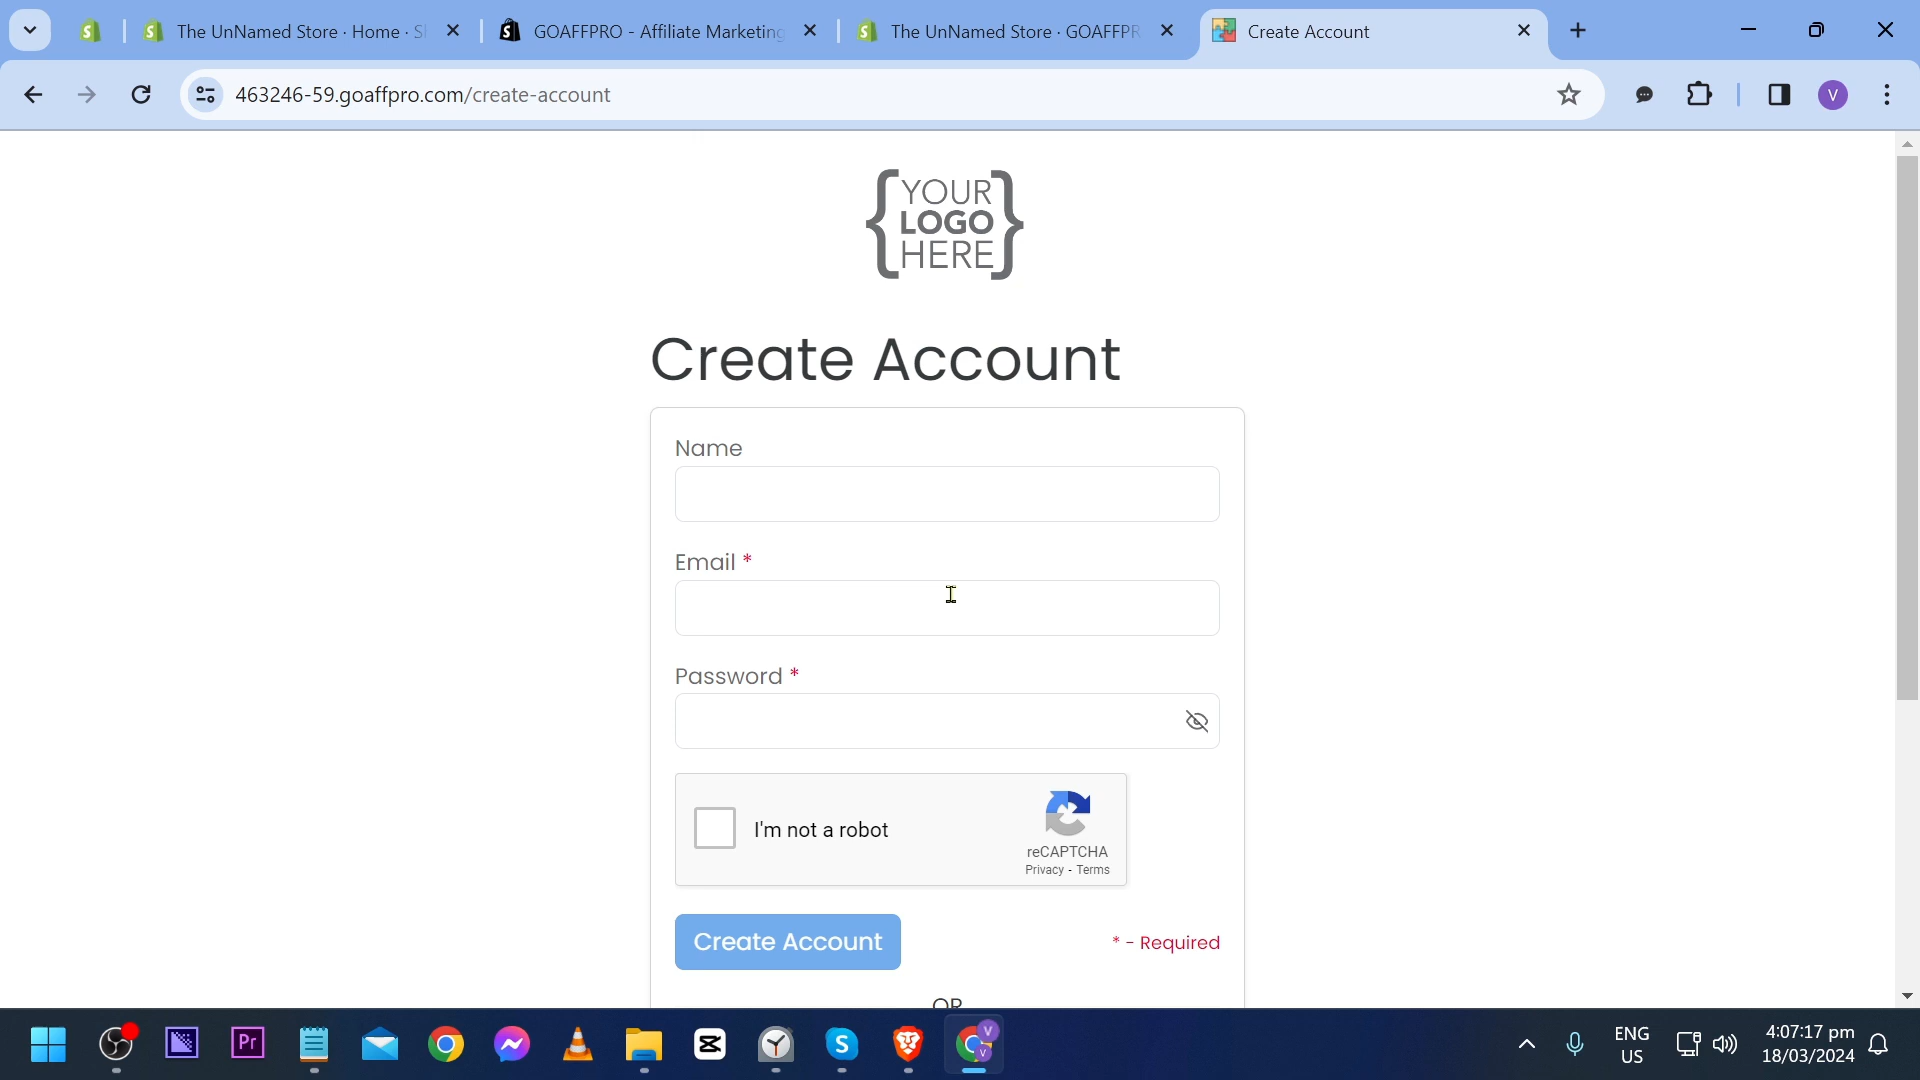 The UnNamed Store · Home · S
GOAFFPRO - Affiliate Marketing
The UnNamed Store · GOAFFPR
Create Account
463246-59.goaffpro.com/create-account
V
{YOUR
LOGO
HERE}
Create Account
Name
Email *
Password *
I'm not a robot
reCAPTCHA
Privacy - Terms
Create Account
* - Required
OR
Pr
S
V
V
ENG
US
4:07:17 pm
18/03/2024